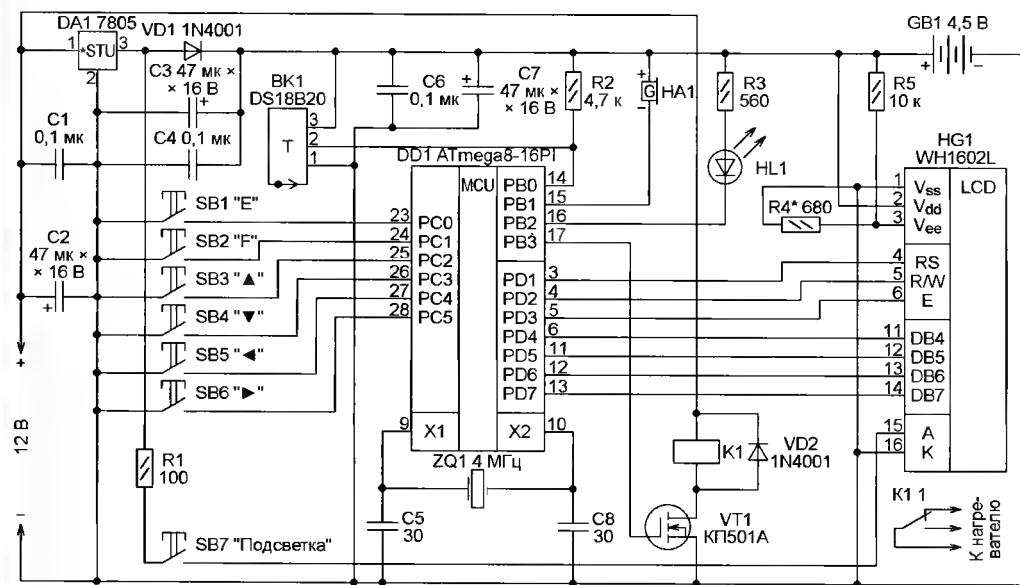 DA1 7805
1 *STU 3
2
VD1 1N4001
C3 47 мк ×
× 16 В
+
C4 0,1 мк
C1
0,1 мк
C2
47 мк ×
× 16 В
+
+
12 В
−
BK1
DS18B20
T
3
2
1
C6
0,1 мк
+
C7
47 мк ×
× 16 В
R2
4,7 к
+
G
−
HA1
R3
560
HL1
GB1 4,5 В
+
−
R5
10 к
R4* 680
SB1 "E"
SB2 "F"
SB3 "▲"
SB4 "▼"
SB5 "◄"
SB6 "►"
R1
100
SB7 "Подсветка"
DD1 ATmega8-16PI
MCU
23 PC0
24 PC1
25 PC2
26 PC3
27 PC4
28 PC5
9 X1
PB0 14
PB1 15
PB2 16
PB3 17
PD1 3
PD2 4
PD3 5
PD4 6
PD5 11
PD6 12
PD7 13
X2 10
ZQ1 4 МГц
C5
30
C8
30
HG1
WH1602L
LCD
1 Vss
2 Vdd
3 Vee
4 RS
5 R/W
6 E
11 DB4
12 DB5
13 DB6
14 DB7
15 A
16 K
K1
VD2
1N4001
VT1
КП501А
K1 1
К нагре-
вателю